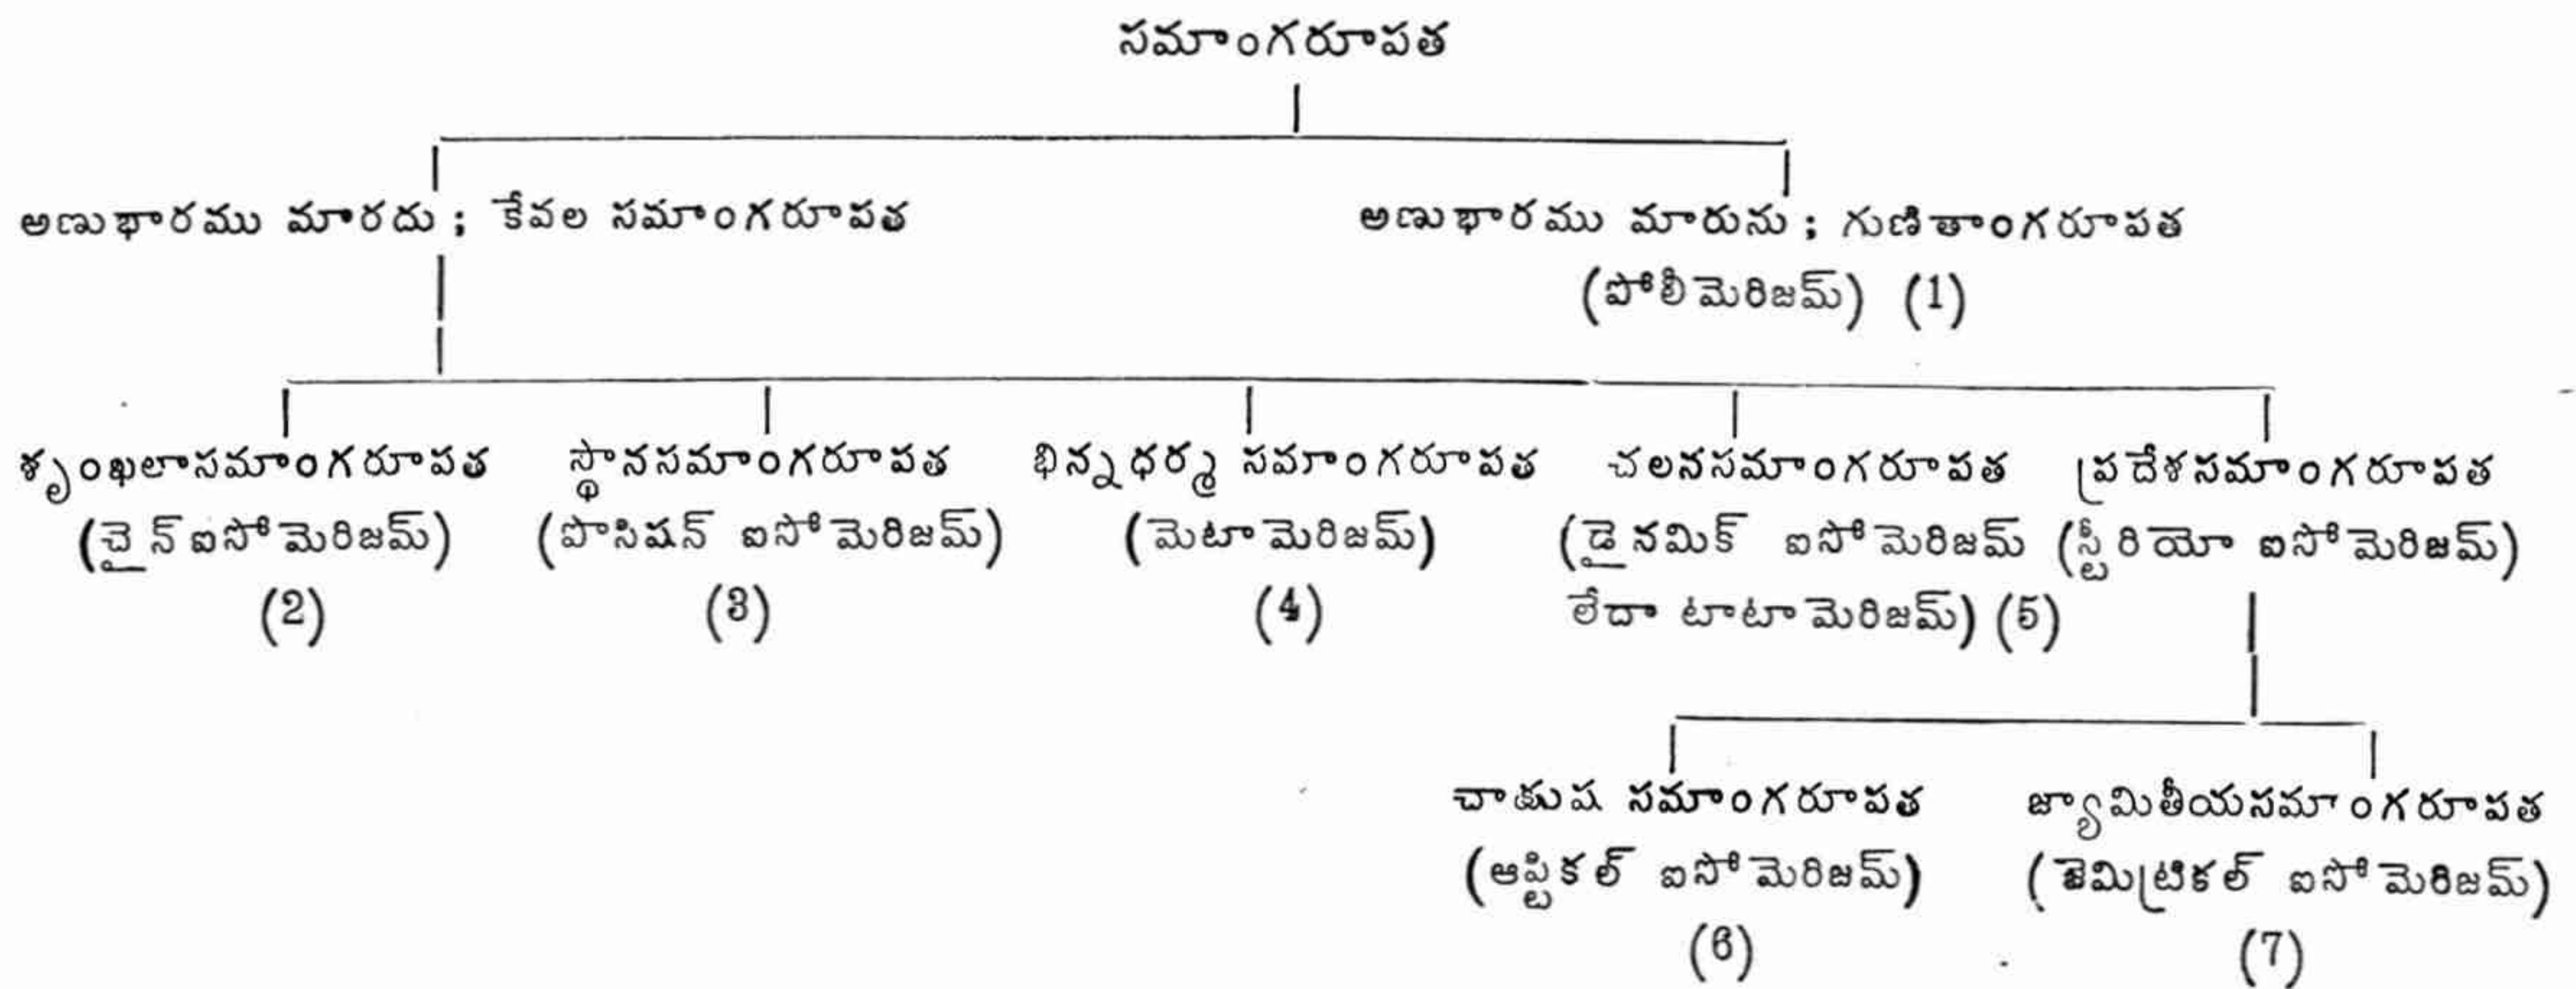 సమాంగరూపత
అణుభారము మారదు ; కేవల సమాంగరూపత
అణుభారము మారును ; గుణితాంగరూపత
(పోలీమెరిజమ్) (1)
శృంఖలాసమాంగరూపత
(చైన్ ఐసోమెరిజమ్)
(2)
స్థానసమాంగరూపత
(పొసిషన్ ఐసోమెరిజమ్)
(3)
భిన్నధర్మ సమాంగరూపత
(మెటామెరిజమ్)
(4)
చలనసమాంగరూపత
(డైనమిక్ ఐసోమెరిజమ్
లేదా టాటామెరిజమ్) (5)
ప్రదేశసమాంగరూపత
(స్టీరియో ఐసోమెరిజమ్)
చాక్షుష సమాంగరూపత
(ఆప్టికల్ ఐసోమెరిజమ్)
(6)
జ్యామితీయసమాంగరూపత
(జెమిట్రికల్ ఐసోమెరిజమ్)
(7)